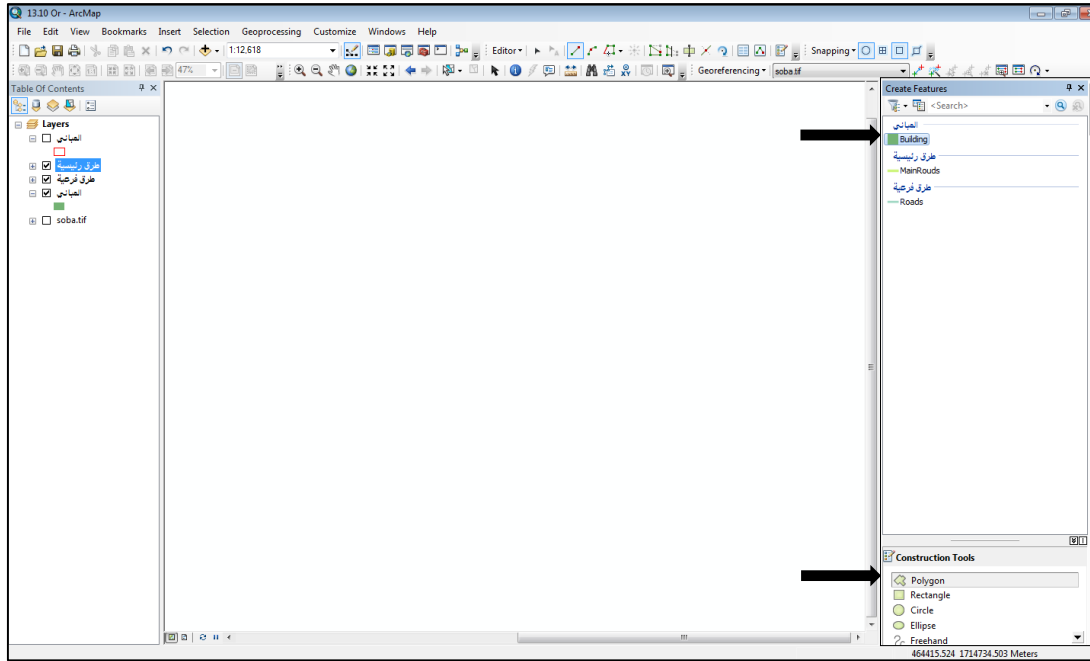 13.10 Or - ArcMap
File Edit View Bookmarks Insert Selection Geoprocessing Customize Windows Help
1:12,618 Editor Snapping
47% Georeferencing soba.tif
Table Of Contents
Layers
المباني
طرق رئيسية
طرق فرعية
المباني
soba.tif
Create Features
<Search>
المباني
Building
طرق رئيسية
MainRouds
طرق فرعية
Roads
Construction Tools
Polygon
Rectangle
Circle
Ellipse
Freehand
464415.524 1714734.503 Meters